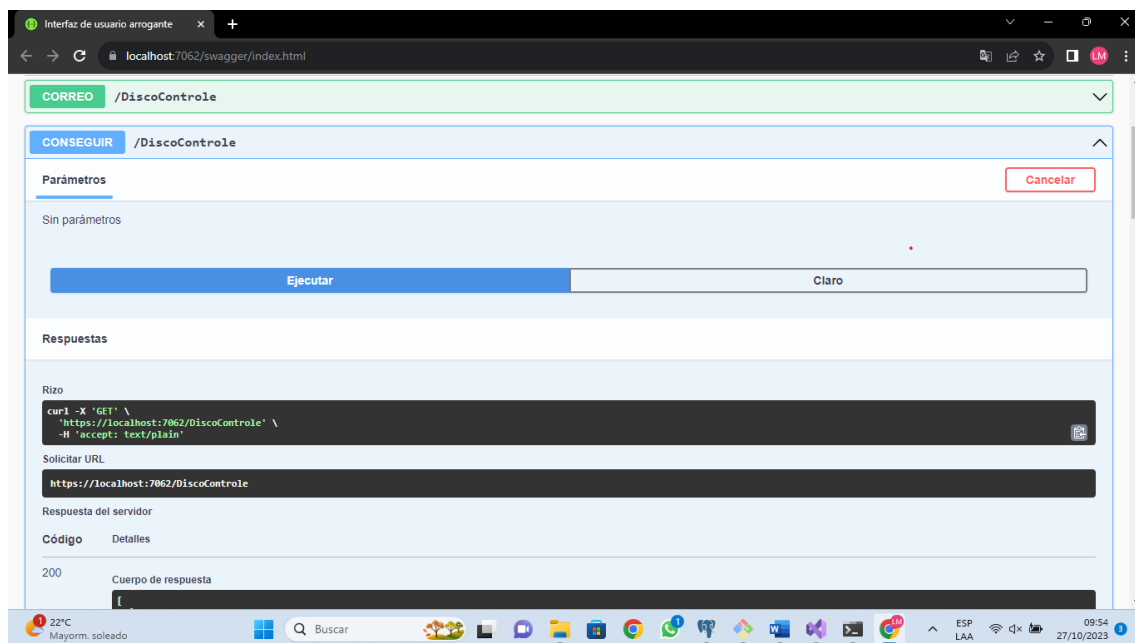 Interfaz de usuario arrogante
localhost:7062/swagger/index.html
LM
CORREO /DiscoControle
CONSEGUIR /DiscoControle
Parámetros
Cancelar
Sin parámetros
Ejecutar
Claro
Respuestas
Rizo
curl -X 'GET' \
'https://localhost:7062/DiscoControle' \
-H 'accept: text/plain'
Solicitar URL
https://localhost:7062/DiscoControle
Respuesta del servidor
Código Detalles
200
Cuerpo de respuesta
[
1
22°C
Mayorm. soleado
Buscar
LM
ESP
LAA
09:54
27/10/2023
3